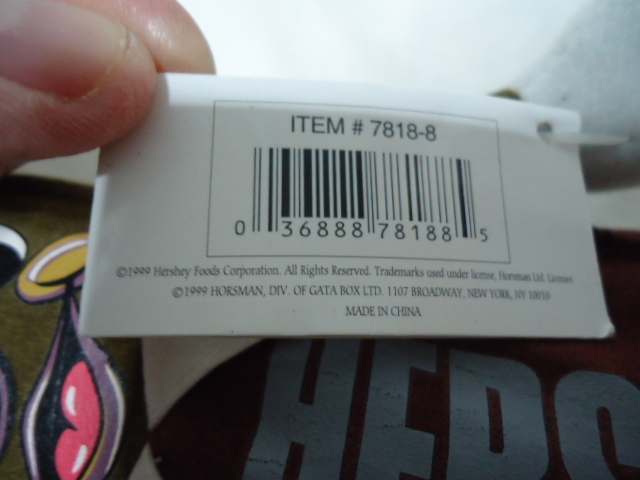 ITEM # 7818-8
0 36888 78188 5
©1999 Hershey Foods Corporation. All Rights Reserved. Trademarks used under license, Horsman Ltd. Licensee
©1999 HORSMAN, DIV. OF GATA BOX LTD. 1107 BROADWAY, NEW YORK, NY 10010
MADE IN CHINA